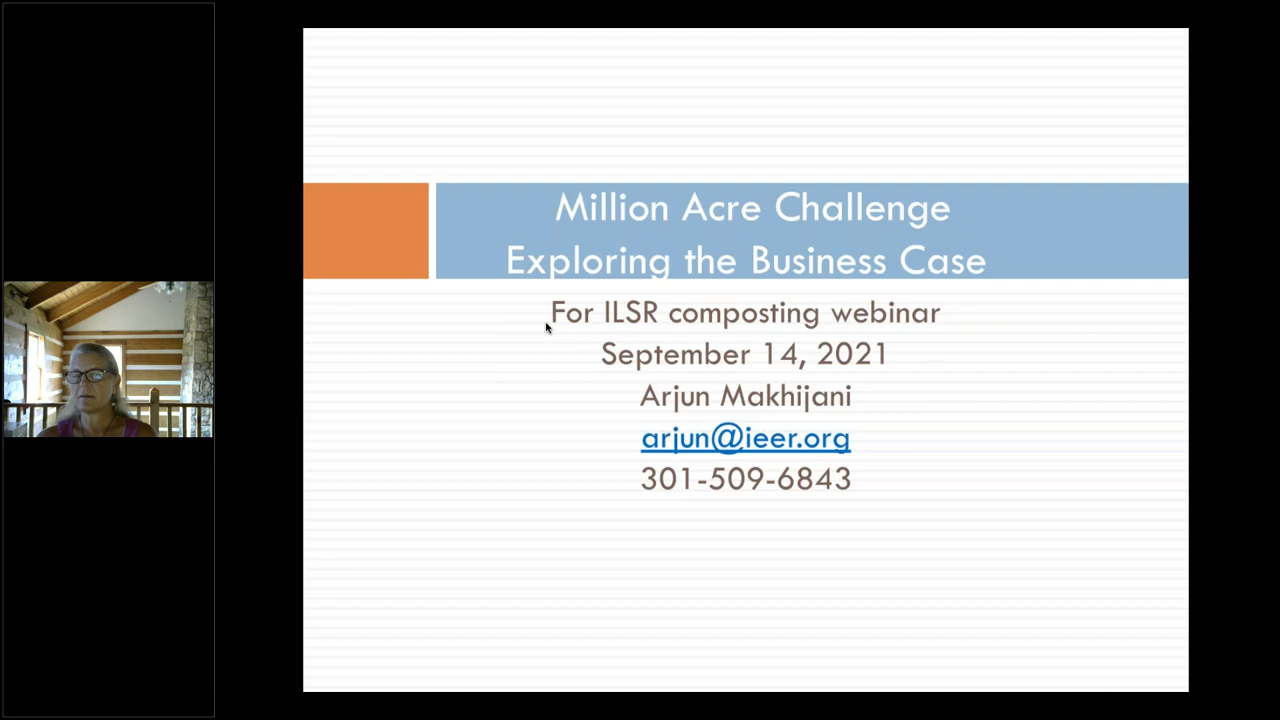 Million Acre Challenge
Exploring the Business Case
For ILSR composting webinar
September 14, 2021
Arjun Makhijani
arjun@ieer.org
301-509-6843